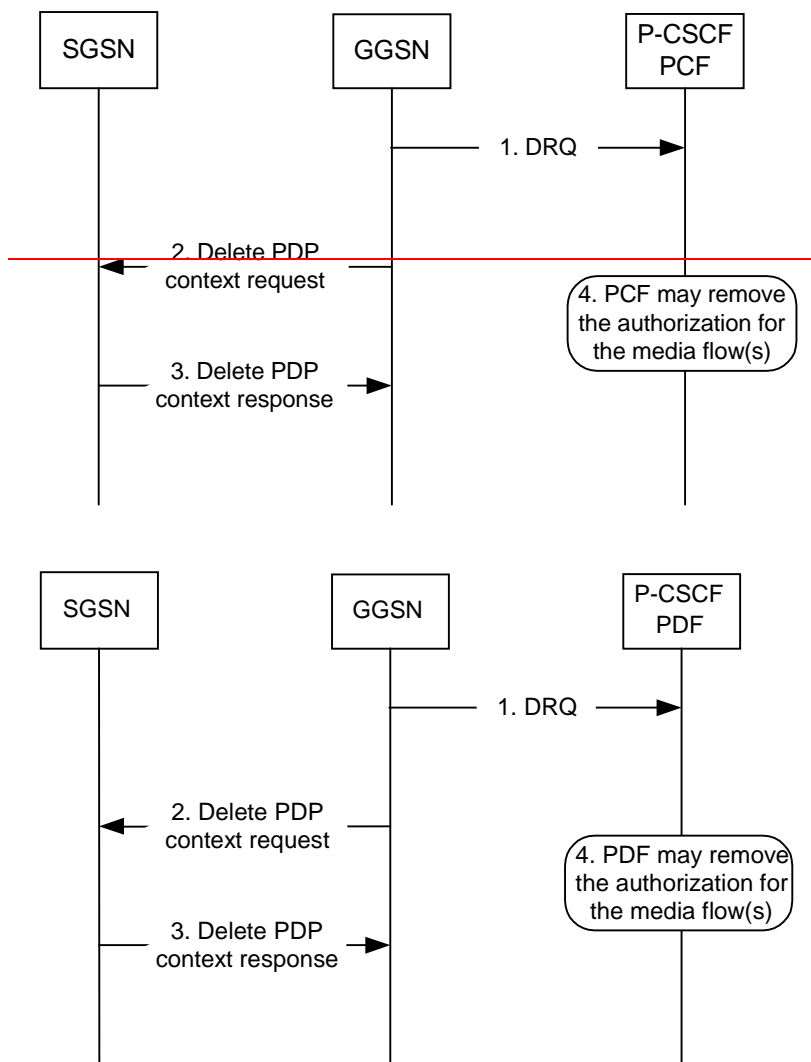 SGSN
GGSN
P-CSCF
PCF
1. DRQ
2. Delete PDP
context request
4. PCF may remove
the authorization for
the media flow(s)
3. Delete PDP
context response
SGSN
GGSN
P-CSCF
PDF
1. DRQ
2. Delete PDP
context request
4. PDF may remove
the authorization for
the media flow(s)
3. Delete PDP
context response